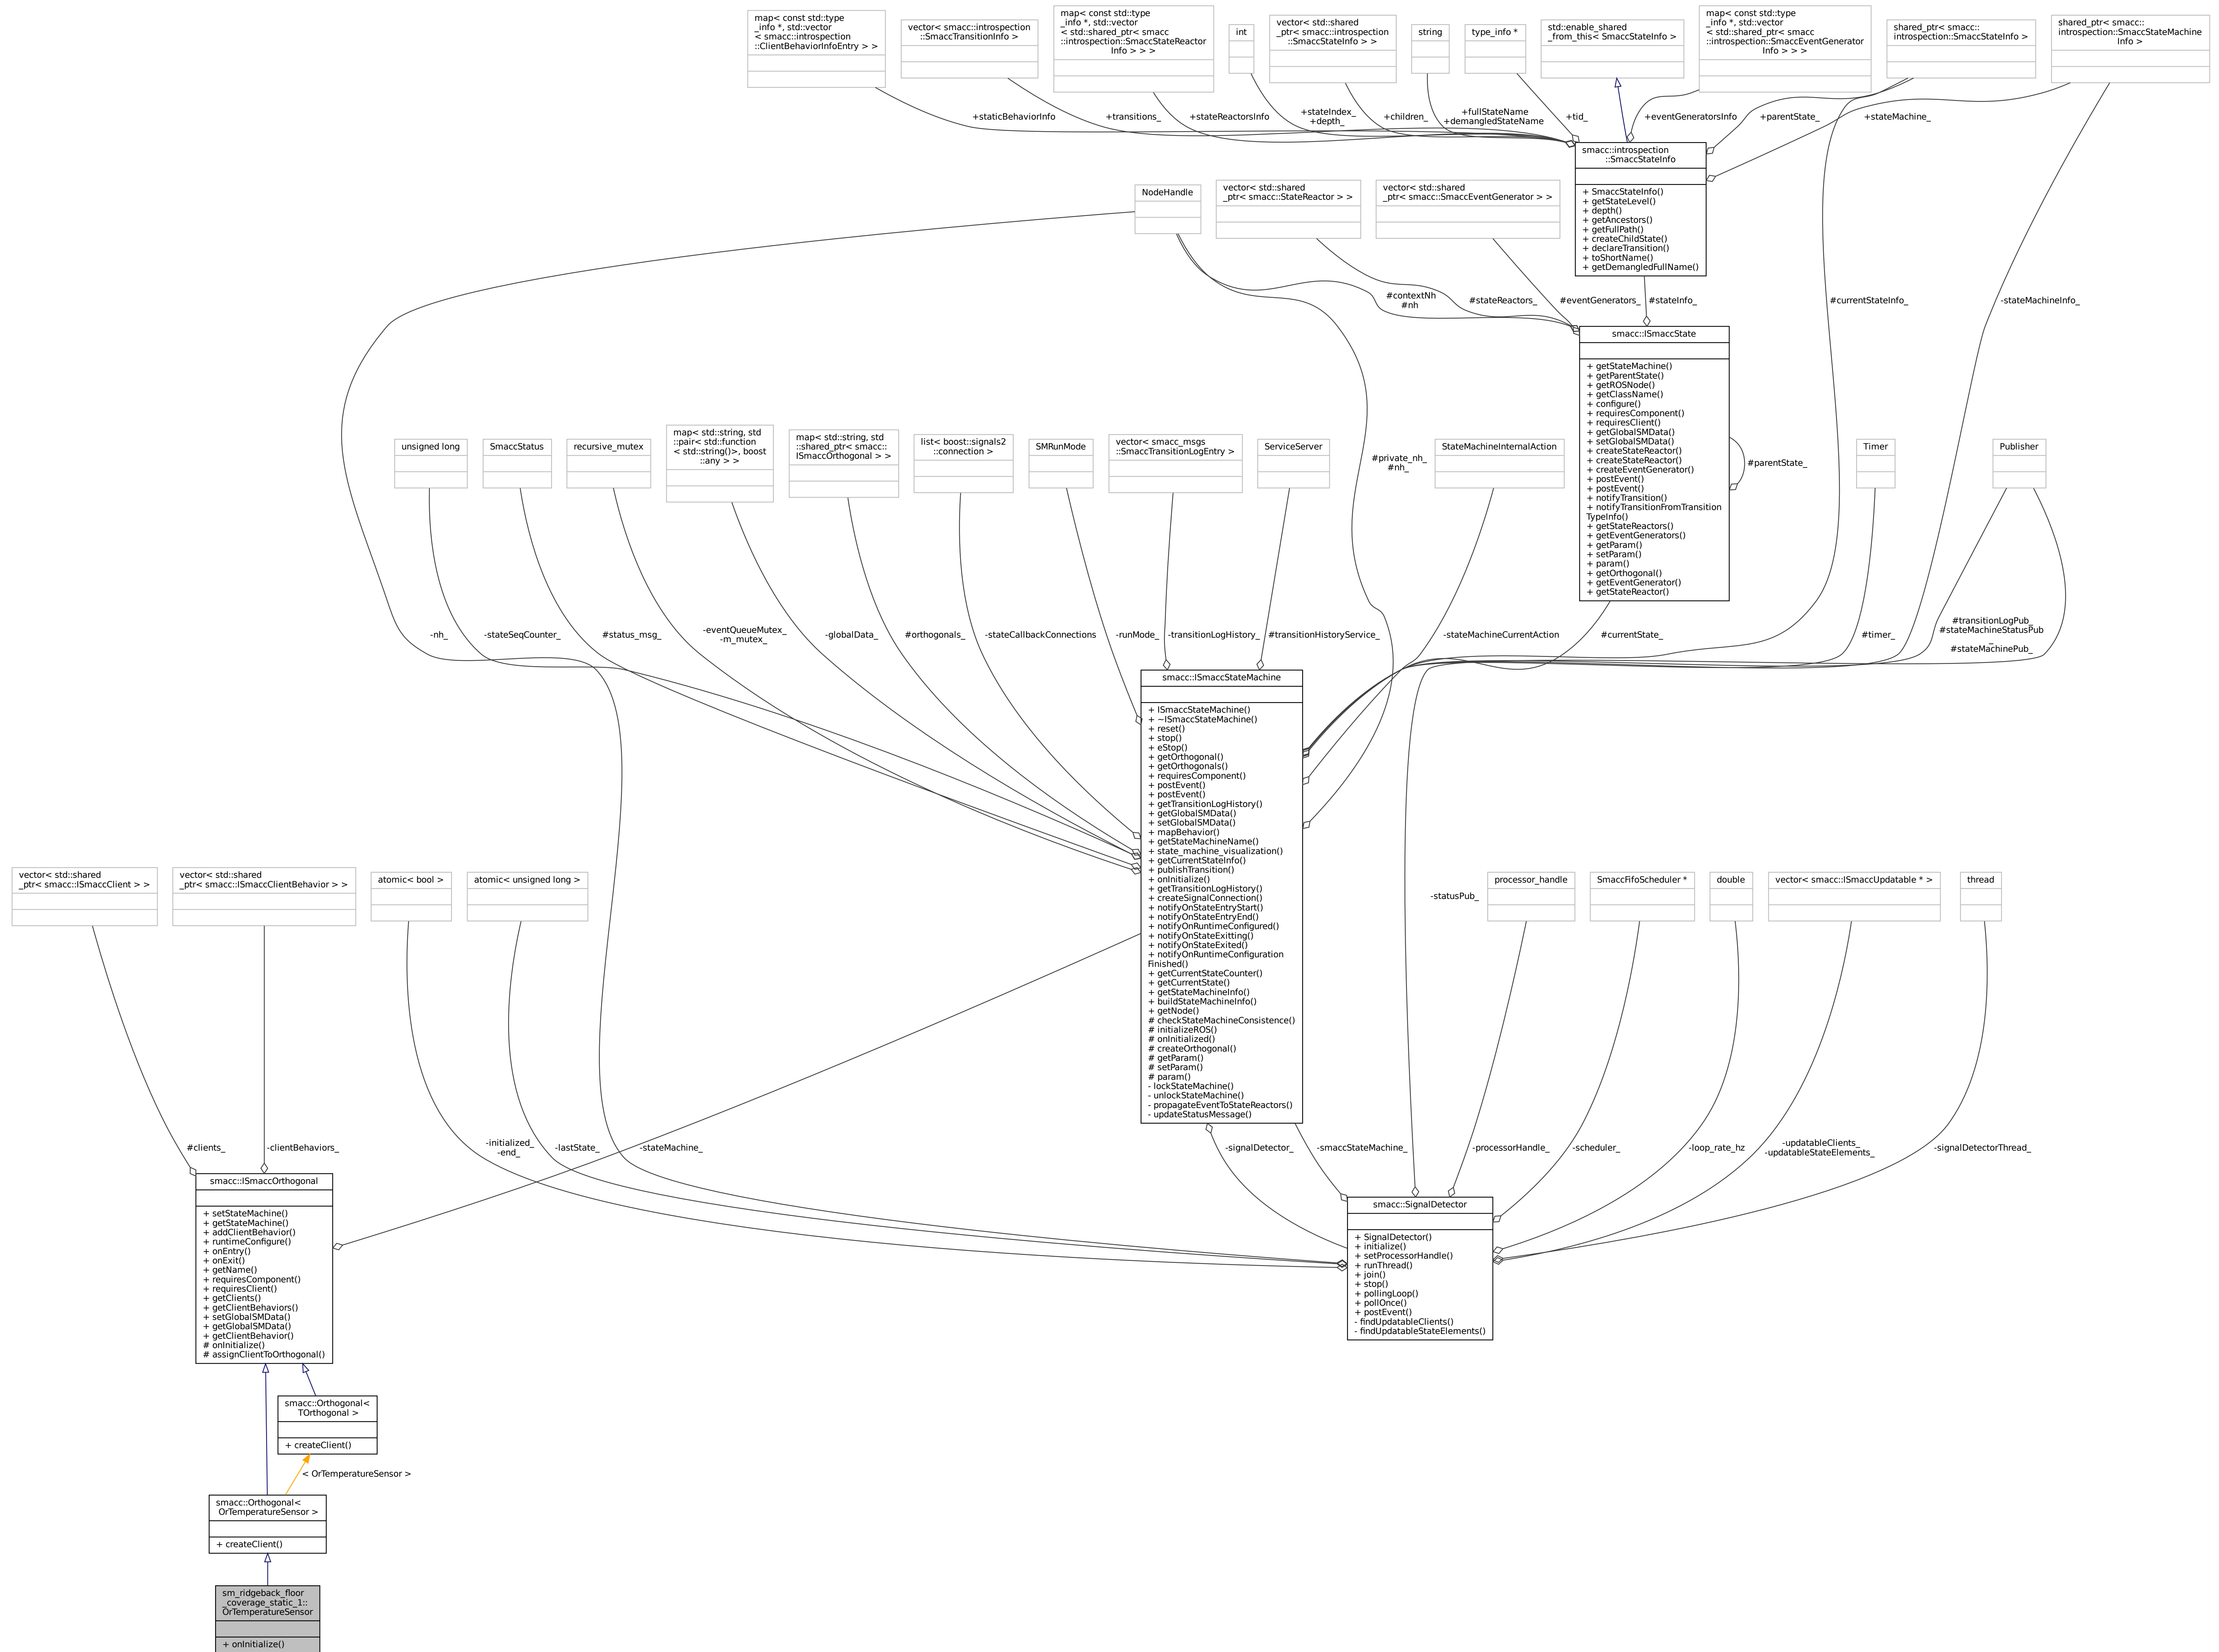 map< const std::type
_info *, std::vector
< smacc::introspection
::ClientBehaviorInfoEntry > >
vector< smacc::introspection
::SmaccTransitionInfo >
map< const std::type
_info *, std::vector
< std::shared_ptr< smacc
::introspection::SmaccStateReactor
Info > > >
int
vector< std::shared
_ptr< smacc::introspection
::SmaccStateInfo > >
string
type_info *
std::enable_shared
_from_this< SmaccStateInfo >
map< const std::type
_info *, std::vector
< std::shared_ptr< smacc
::introspection::SmaccEventGenerator
Info > > >
shared_ptr< smacc::
introspection::SmaccStateInfo >
shared_ptr< smacc::
introspection::SmaccStateMachine
Info >
+staticBehaviorInfo
+transitions_
+stateReactorsInfo
+stateIndex_
+depth_
+children_
+fullStateName
+demangledStateName
+tid_
+eventGeneratorsInfo
+parentState_
+stateMachine_
smacc::introspection
::SmaccStateInfo
+ SmaccStateInfo()
+ getStateLevel()
+ depth()
+ getAncestors()
+ getFullPath()
+ createChildState()
+ declareTransition()
+ toShortName()
+ getDemangledFullName()
NodeHandle
vector< std::shared
_ptr< smacc::StateReactor > >
vector< std::shared
_ptr< smacc::SmaccEventGenerator > >
#contextNh
#nh
#stateReactors_
#eventGenerators_
#stateInfo_
#currentStateInfo_
-stateMachineInfo_
smacc::ISmaccState
+ getStateMachine()
+ getParentState()
+ getROSNode()
+ getClassName()
+ configure()
+ requiresComponent()
+ requiresClient()
+ getGlobalSMData()
+ setGlobalSMData()
+ createStateReactor()
+ createStateReactor()
+ createEventGenerator()
+ postEvent()
+ postEvent()
+ notifyTransition()
+ notifyTransitionFromTransition
TypeInfo()
+ getStateReactors()
+ getEventGenerators()
+ getParam()
+ setParam()
+ param()
+ getOrthogonal()
+ getEventGenerator()
+ getStateReactor()
#parentState_
unsigned long
SmaccStatus
recursive_mutex
map< std::string, std
::pair< std::function
< std::string()>, boost
::any > >
map< std::string, std
::shared_ptr< smacc::
ISmaccOrthogonal > >
list< boost::signals2
::connection >
SMRunMode
vector< smacc_msgs
::SmaccTransitionLogEntry >
ServiceServer
#private_nh_
#nh_
StateMachineInternalAction
Timer
Publisher
-nh_
-stateSeqCounter_
#status_msg_
-eventQueueMutex_
-m_mutex_
-globalData_
#orthogonals_
-stateCallbackConnections
-runMode_
-transitionLogHistory_
#transitionHistoryService_
-stateMachineCurrentAction
#currentState_
#timer_
#transitionLogPub_
#stateMachineStatusPub
_
#stateMachinePub_
smacc::ISmaccStateMachine
+ ISmaccStateMachine()
+ ~ISmaccStateMachine()
+ reset()
+ stop()
+ eStop()
+ getOrthogonal()
+ getOrthogonals()
+ requiresComponent()
+ postEvent()
+ postEvent()
+ getTransitionLogHistory()
+ getGlobalSMData()
+ setGlobalSMData()
+ mapBehavior()
+ getStateMachineName()
+ state_machine_visualization()
+ getCurrentStateInfo()
+ publishTransition()
+ onInitialize()
+ getTransitionLogHistory()
+ createSignalConnection()
+ notifyOnStateEntryStart()
+ notifyOnStateEntryEnd()
+ notifyOnRuntimeConfigured()
+ notifyOnStateExitting()
+ notifyOnStateExited()
+ notifyOnRuntimeConfiguration
Finished()
+ getCurrentStateCounter()
+ getCurrentState()
+ getStateMachineInfo()
+ buildStateMachineInfo()
+ getNode()
# checkStateMachineConsistence()
# initializeROS()
# onInitialized()
# createOrthogonal()
# getParam()
# setParam()
# param()
- lockStateMachine()
- unlockStateMachine()
- propagateEventToStateReactors()
- updateStatusMessage()
vector< std::shared
_ptr< smacc::ISmaccClient > >
vector< std::shared
_ptr< smacc::ISmaccClientBehavior > >
atomic< bool >
atomic< unsigned long >
-statusPub_
processor_handle
SmaccFifoScheduler *
double
vector< smacc::ISmaccUpdatable * >
thread
#clients_
-clientBehaviors_
-initialized_
-end_
-lastState_
-stateMachine_
-signalDetector_
-smaccStateMachine_
-processorHandle_
-scheduler_
-loop_rate_hz
-updatableClients_
-updatableStateElements_
-signalDetectorThread_
smacc::ISmaccOrthogonal
+ setStateMachine()
+ getStateMachine()
+ addClientBehavior()
+ runtimeConfigure()
+ onEntry()
+ onExit()
+ getName()
+ requiresComponent()
+ requiresClient()
+ getClients()
+ getClientBehaviors()
+ setGlobalSMData()
+ getGlobalSMData()
+ getClientBehavior()
# onInitialize()
# assignClientToOrthogonal()
smacc::SignalDetector
+ SignalDetector()
+ initialize()
+ setProcessorHandle()
+ runThread()
+ join()
+ stop()
+ pollingLoop()
+ pollOnce()
+ postEvent()
- findUpdatableClients()
- findUpdatableStateElements()
smacc::Orthogonal<
TOrthogonal >
+ createClient()
< OrTemperatureSensor >
smacc::Orthogonal<
OrTemperatureSensor >
+ createClient()
sm_ridgeback_floor
_coverage_static_1::
OrTemperatureSensor
+ onInitialize()